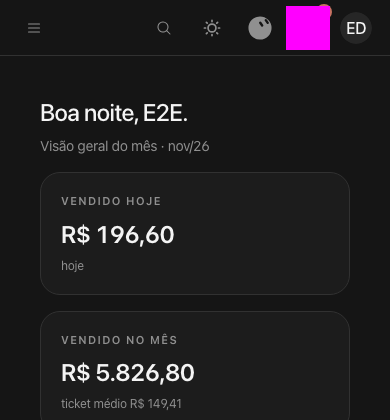 ED
Boa noite, E2E.
Visão geral do mês · nov/26
VENDIDO HOJE
R$ 196,60
hoje
VENDIDO NO MÊS
R$ 5.826,80
ticket médio R$ 149,41